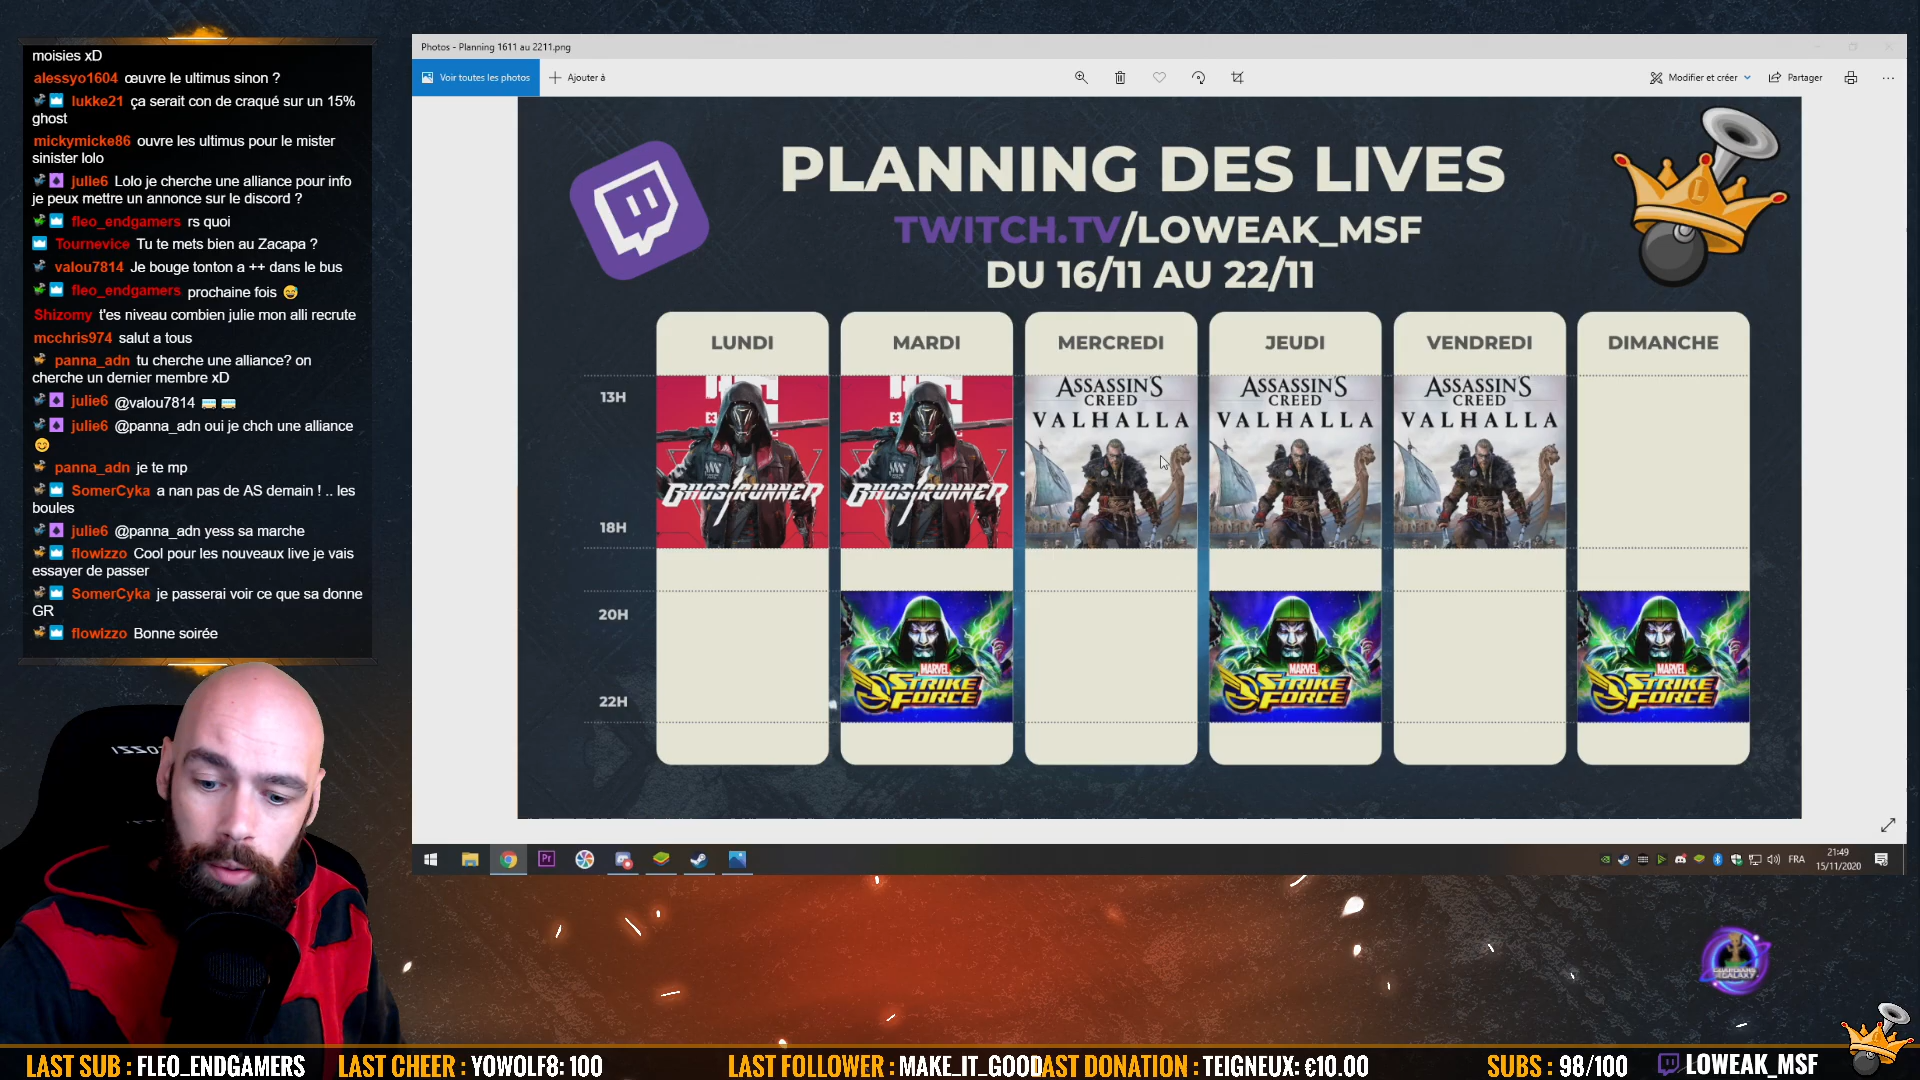 moisies xD
alessyo1604 œuvre le ultimus sinon ?
lukke21 ça serait con de craqué sur un 15%
ghost
mickymicke86 ouvre les ultimus pour le mister
sinister lolo
julie6 Lolo je cherche une alliance pour info
je peux mettre un annonce sur le discord ?
fleo_endgamers rs quoi
Tournevice Tu te mets bien au Zacapa ?
valou7814 Je bouge tonton a ++ dans le bus
fleo_endgamers prochaine fois 😅
Shizomy t'es niveau combien julie mon alli recrute
mcchris974 salut a tous
panna_adn tu cherche une alliance? on
cherche un dernier membre xD
julie6 @valou7814
julie6 @panna_adn oui je chch une alliance
😊
panna_adn je te mp
SomerCyka a nan pas de AS demain ! .. les
boules
julie6 @panna_adn yess sa marche
flowizzo Cool pour les nouveaux live je vais
essayer de passer
SomerCyka je passerai voir ce que sa donne
GR
flowizzo Bonne soirée
Photos - Planning 1611 au 2211.png
Voir toutes les photos
Ajouter à
Modifier et créer
Partager
PLANNING DES LIVES
TWITCH.TV/LOWEAK_MSF
DU 16/11 AU 22/11
L
LUNDI MARDI MERCREDI JEUDI VENDREDI DIMANCHE
13H
18H
20H
22H
GHOSTRUNNER
GHOSTRUNNER
ASSASSIN'S
CREED
VALHALLA
ASSASSIN'S
CREED
VALHALLA
ASSASSIN'S
CREED
VALHALLA
MARVEL
STRIKE
FORCE
MARVEL
STRIKE
FORCE
MARVEL
STRIKE
FORCE
Pr
FRA
21:49
15/11/2020
LAST SUB : FLEO_ENDGAMERS
LAST CHEER : YOWOLF8: 100
LAST FOLLOWER : MAKE_IT_GOOD
AST DONATION : TEIGNEUX: €10.00
SUBS : 98/100
LOWEAK_MSF